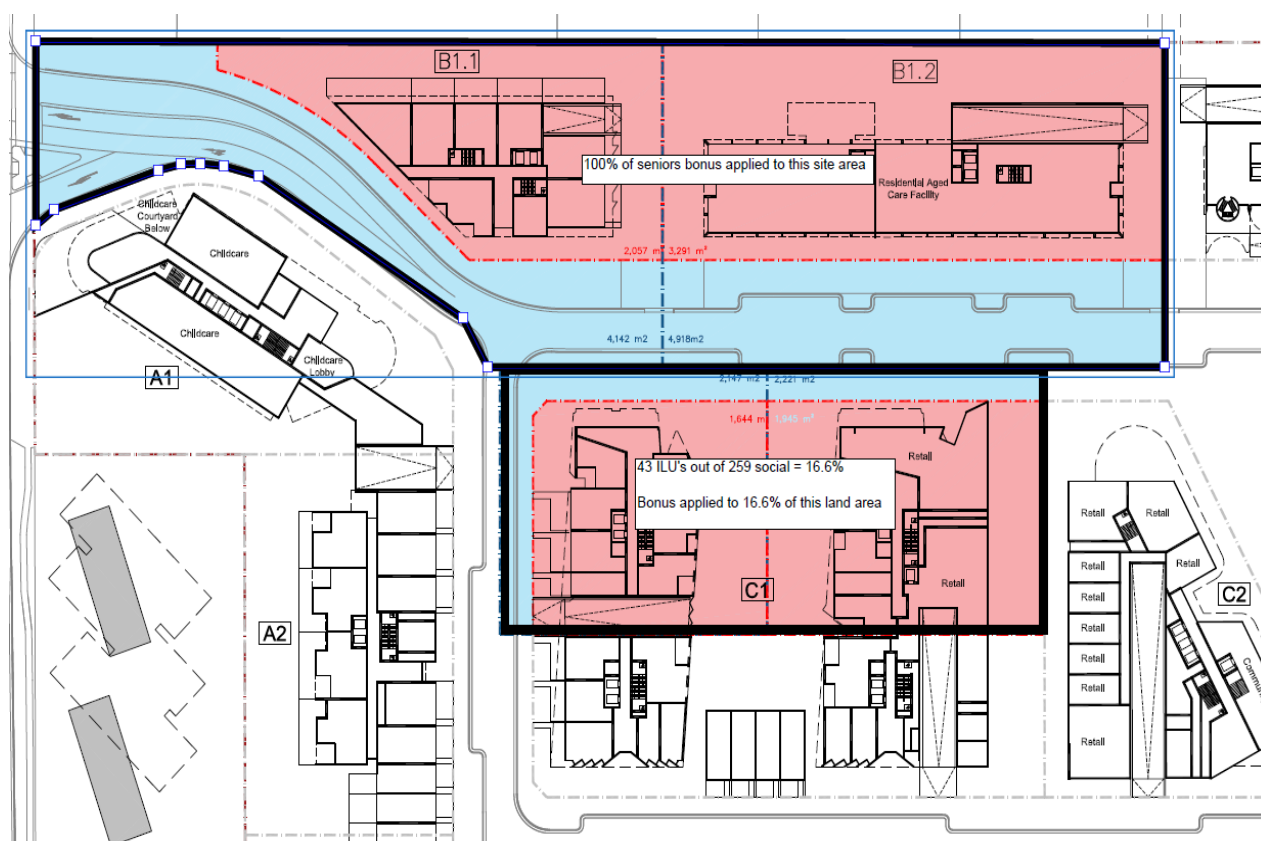 B1.1
B1.2
100% of seniors bonus applied to this site area
Residential Aged
Care Facility
Childcare
Courtyard
Below
Childcare
2,057 m² 3,291 m²
Childcare
Childcare
Lobby
4,142 m2 4,918m2
A1
2,147 m2 2,221 m2
1,644 m 1,945 m²
Retail
43 ILU's out of 259 social = 16.6%
Bonus applied to 16.6% of this land area
Retail
Retail
Retail
Retail
Retail
Retail
Retail
Retail
Retail
Retail
C1
C2
A2